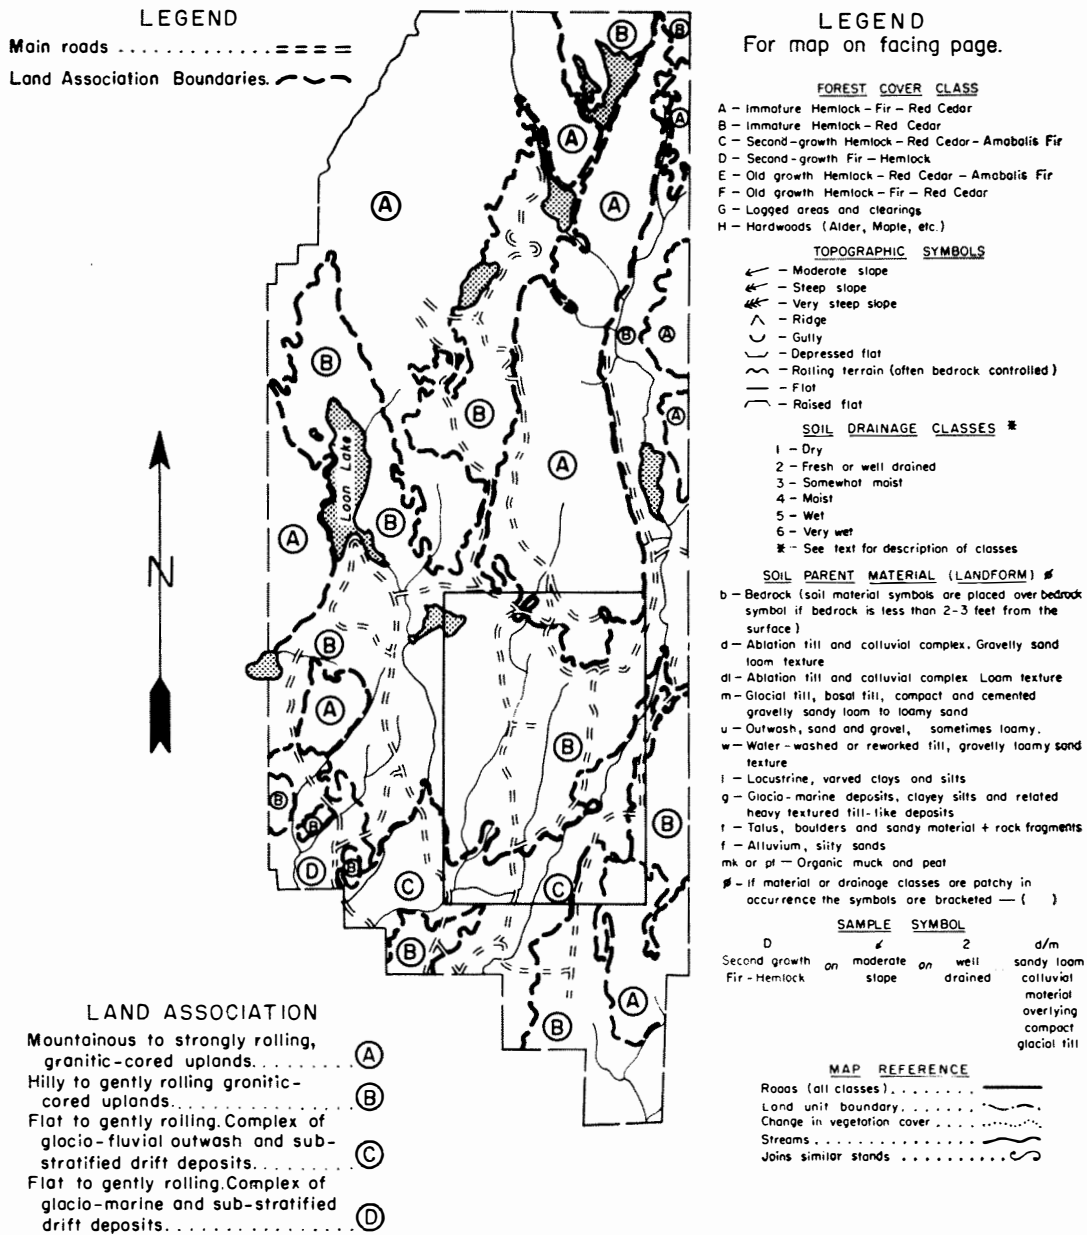 LEGEND
Main roads . . . . . . . . . . . . = = = =
Land Association Boundaries.
B
B
A
A
A
A
A
B
B
A
B
A
A
B
A
Loon Lake
N
A
B
B
A
B
B
B
D
B
C
C
B
B
A
B
LAND ASSOCIATION
Mountainous to strongly rolling,
granitic-cored uplands. . . . . . . . . A
Hilly to gently rolling granitic-
cored uplands. . . . . . . . . . . . . . . . B
Flat to gently rolling. Complex of
glacio-fluvial outwash and sub-
stratified drift deposits. . . . . . . . . C
Flat to gently rolling. Complex of
glacio-marine and sub-stratified
drift deposits. . . . . . . . . . . . . . . . D
LEGEND
For map on facing page.
FOREST COVER CLASS
A – Immature Hemlock – Fir – Red Cedar
B – Immature Hemlock – Red Cedar
C – Second-growth Hemlock – Red Cedar – Amabalis Fir
D – Second-growth Fir – Hemlock
E – Old growth Hemlock – Red Cedar – Amabalis Fir
F – Old growth Hemlock – Fir – Red Cedar
G – Logged areas and clearings
H – Hardwoods (Alder, Maple, etc.)
TOPOGRAPHIC SYMBOLS
– Moderate slope
– Steep slope
– Very steep slope
– Ridge
– Gully
– Depressed flat
– Rolling terrain (often bedrock controlled)
– Flat
– Raised flat
SOIL DRAINAGE CLASSES *
1 – Dry
2 – Fresh or well drained
3 – Somewhat moist
4 – Moist
5 – Wet
6 – Very wet
* – See text for description of classes
SOIL PARENT MATERIAL (LANDFORM) ø
b – Bedrock (soil material symbols are placed over bedrock
symbol if bedrock is less than 2-3 feet from the
surface)
d – Ablation till and colluvial complex. Gravelly sand
loam texture
dl – Ablation till and colluvial complex Loam texture
m – Glacial till, basal till, compact and cemented
gravelly sandy loam to loamy sand
u – Outwash, sand and gravel, sometimes loamy.
w – Water-washed or reworked till, gravelly loamy sand
texture
l – Locustrine, varved clays and silts
g – Glacio-marine deposits, clayey silts and related
heavy textured till-like deposits
t – Talus, boulders and sandy material + rock fragments
f – Alluvium, silty sands
mk or pt – Organic muck and peat
ø – If material or drainage classes are patchy in
occurrence the symbols are bracketed — ( )
SAMPLE SYMBOL
D 2 d/m
Second growth on moderate on well sandy loam
Fir – Hemlock slope drained colluvial
material
overlying
compact
glacial till
MAP REFERENCE
Roads (all classes) . . . . . . . .
Land unit boundary. . . . . . . .
Change in vegetation cover . . . .
Streams . . . . . . . . . . . . . . .
Joins similar stands . . . . . . . . . .